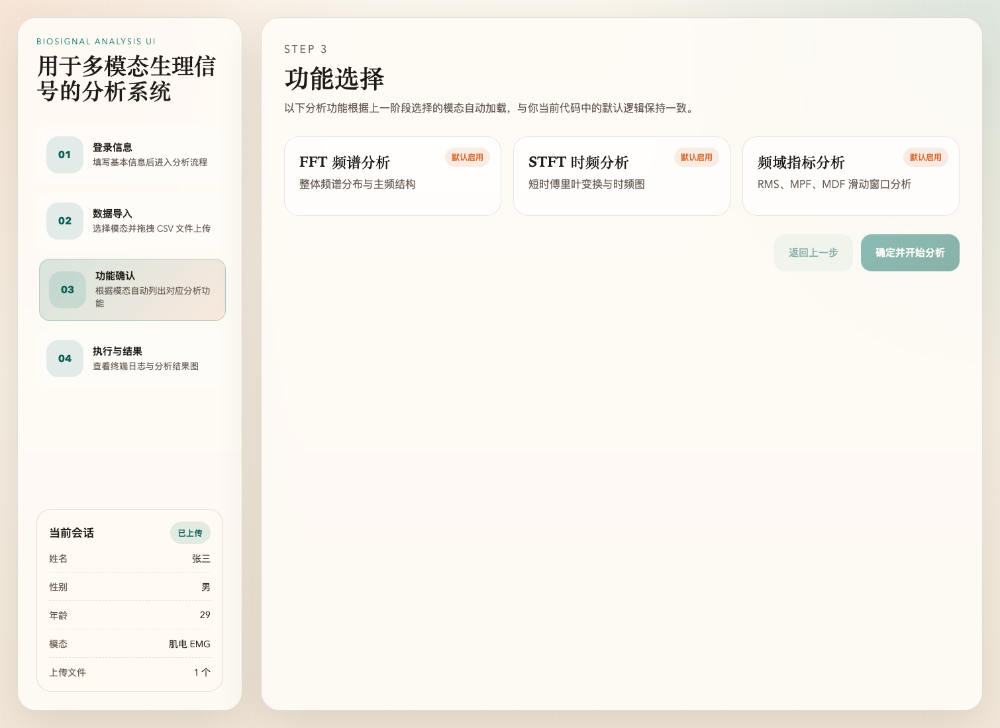 BIOSIGNAL ANALYSIS UI
用于多模态生理信
号的分析系统
01
登录信息
填写基本信息后进入分析流程
02
数据导入
选择模态并拖拽 CSV 文件上传
03
功能确认
根据模态自动列出对应分析功
能
04
执行与结果
查看终端日志与分析结果图
当前会话
已上传
姓名 张三
性别 男
年龄 29
模态 肌电 EMG
上传文件 1 个
STEP 3
功能选择
以下分析功能根据上一阶段选择的模态自动加载，与你当前代码中的默认逻辑保持一致。
FFT 频谱分析
默认启用
整体频谱分布与主频结构
STFT 时频分析
默认启用
短时傅里叶变换与时频图
频域指标分析
默认启用
RMS、MPF、MDF 滑动窗口分析
返回上一步
确定并开始分析